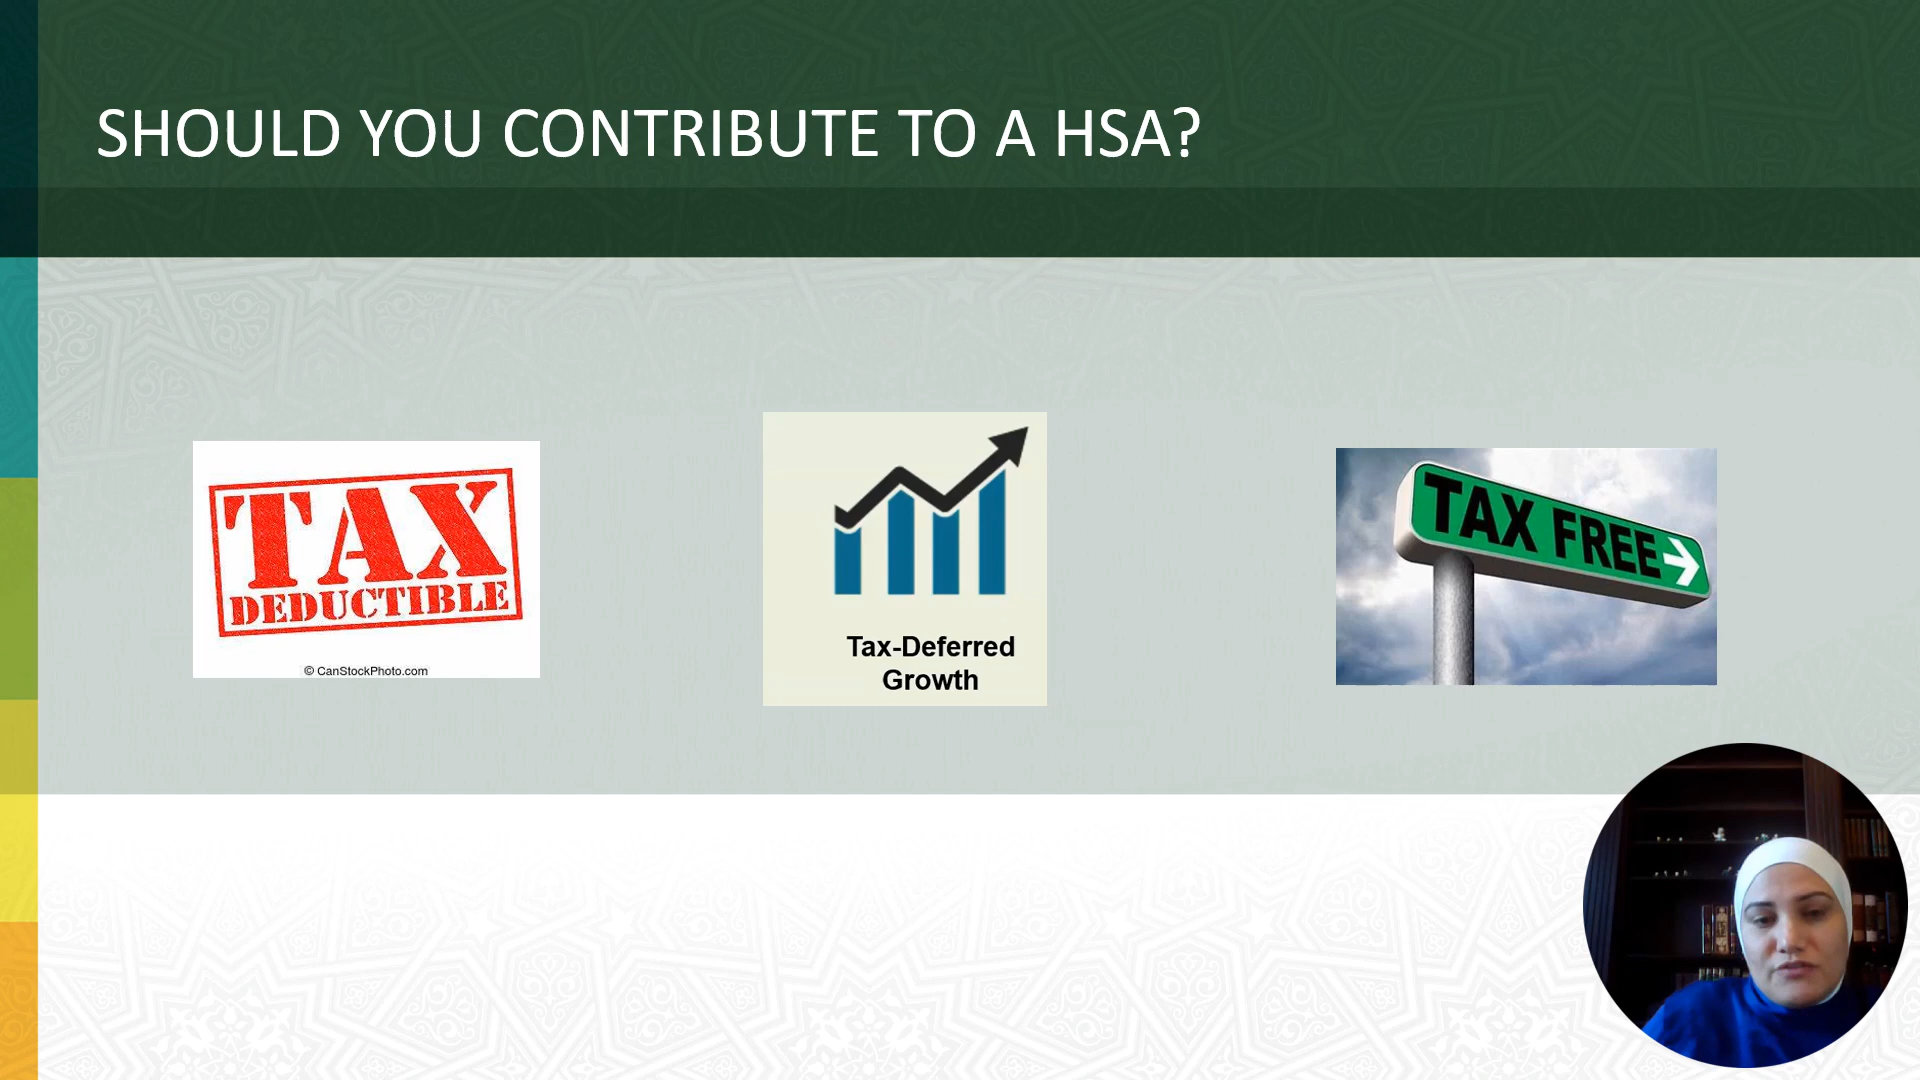 SHOULD YOU CONTRIBUTE TO A HSA?
TAX
DEDUCTIBLE
© CanStockPhoto.com
Tax-Deferred
Growth
TAX FREE